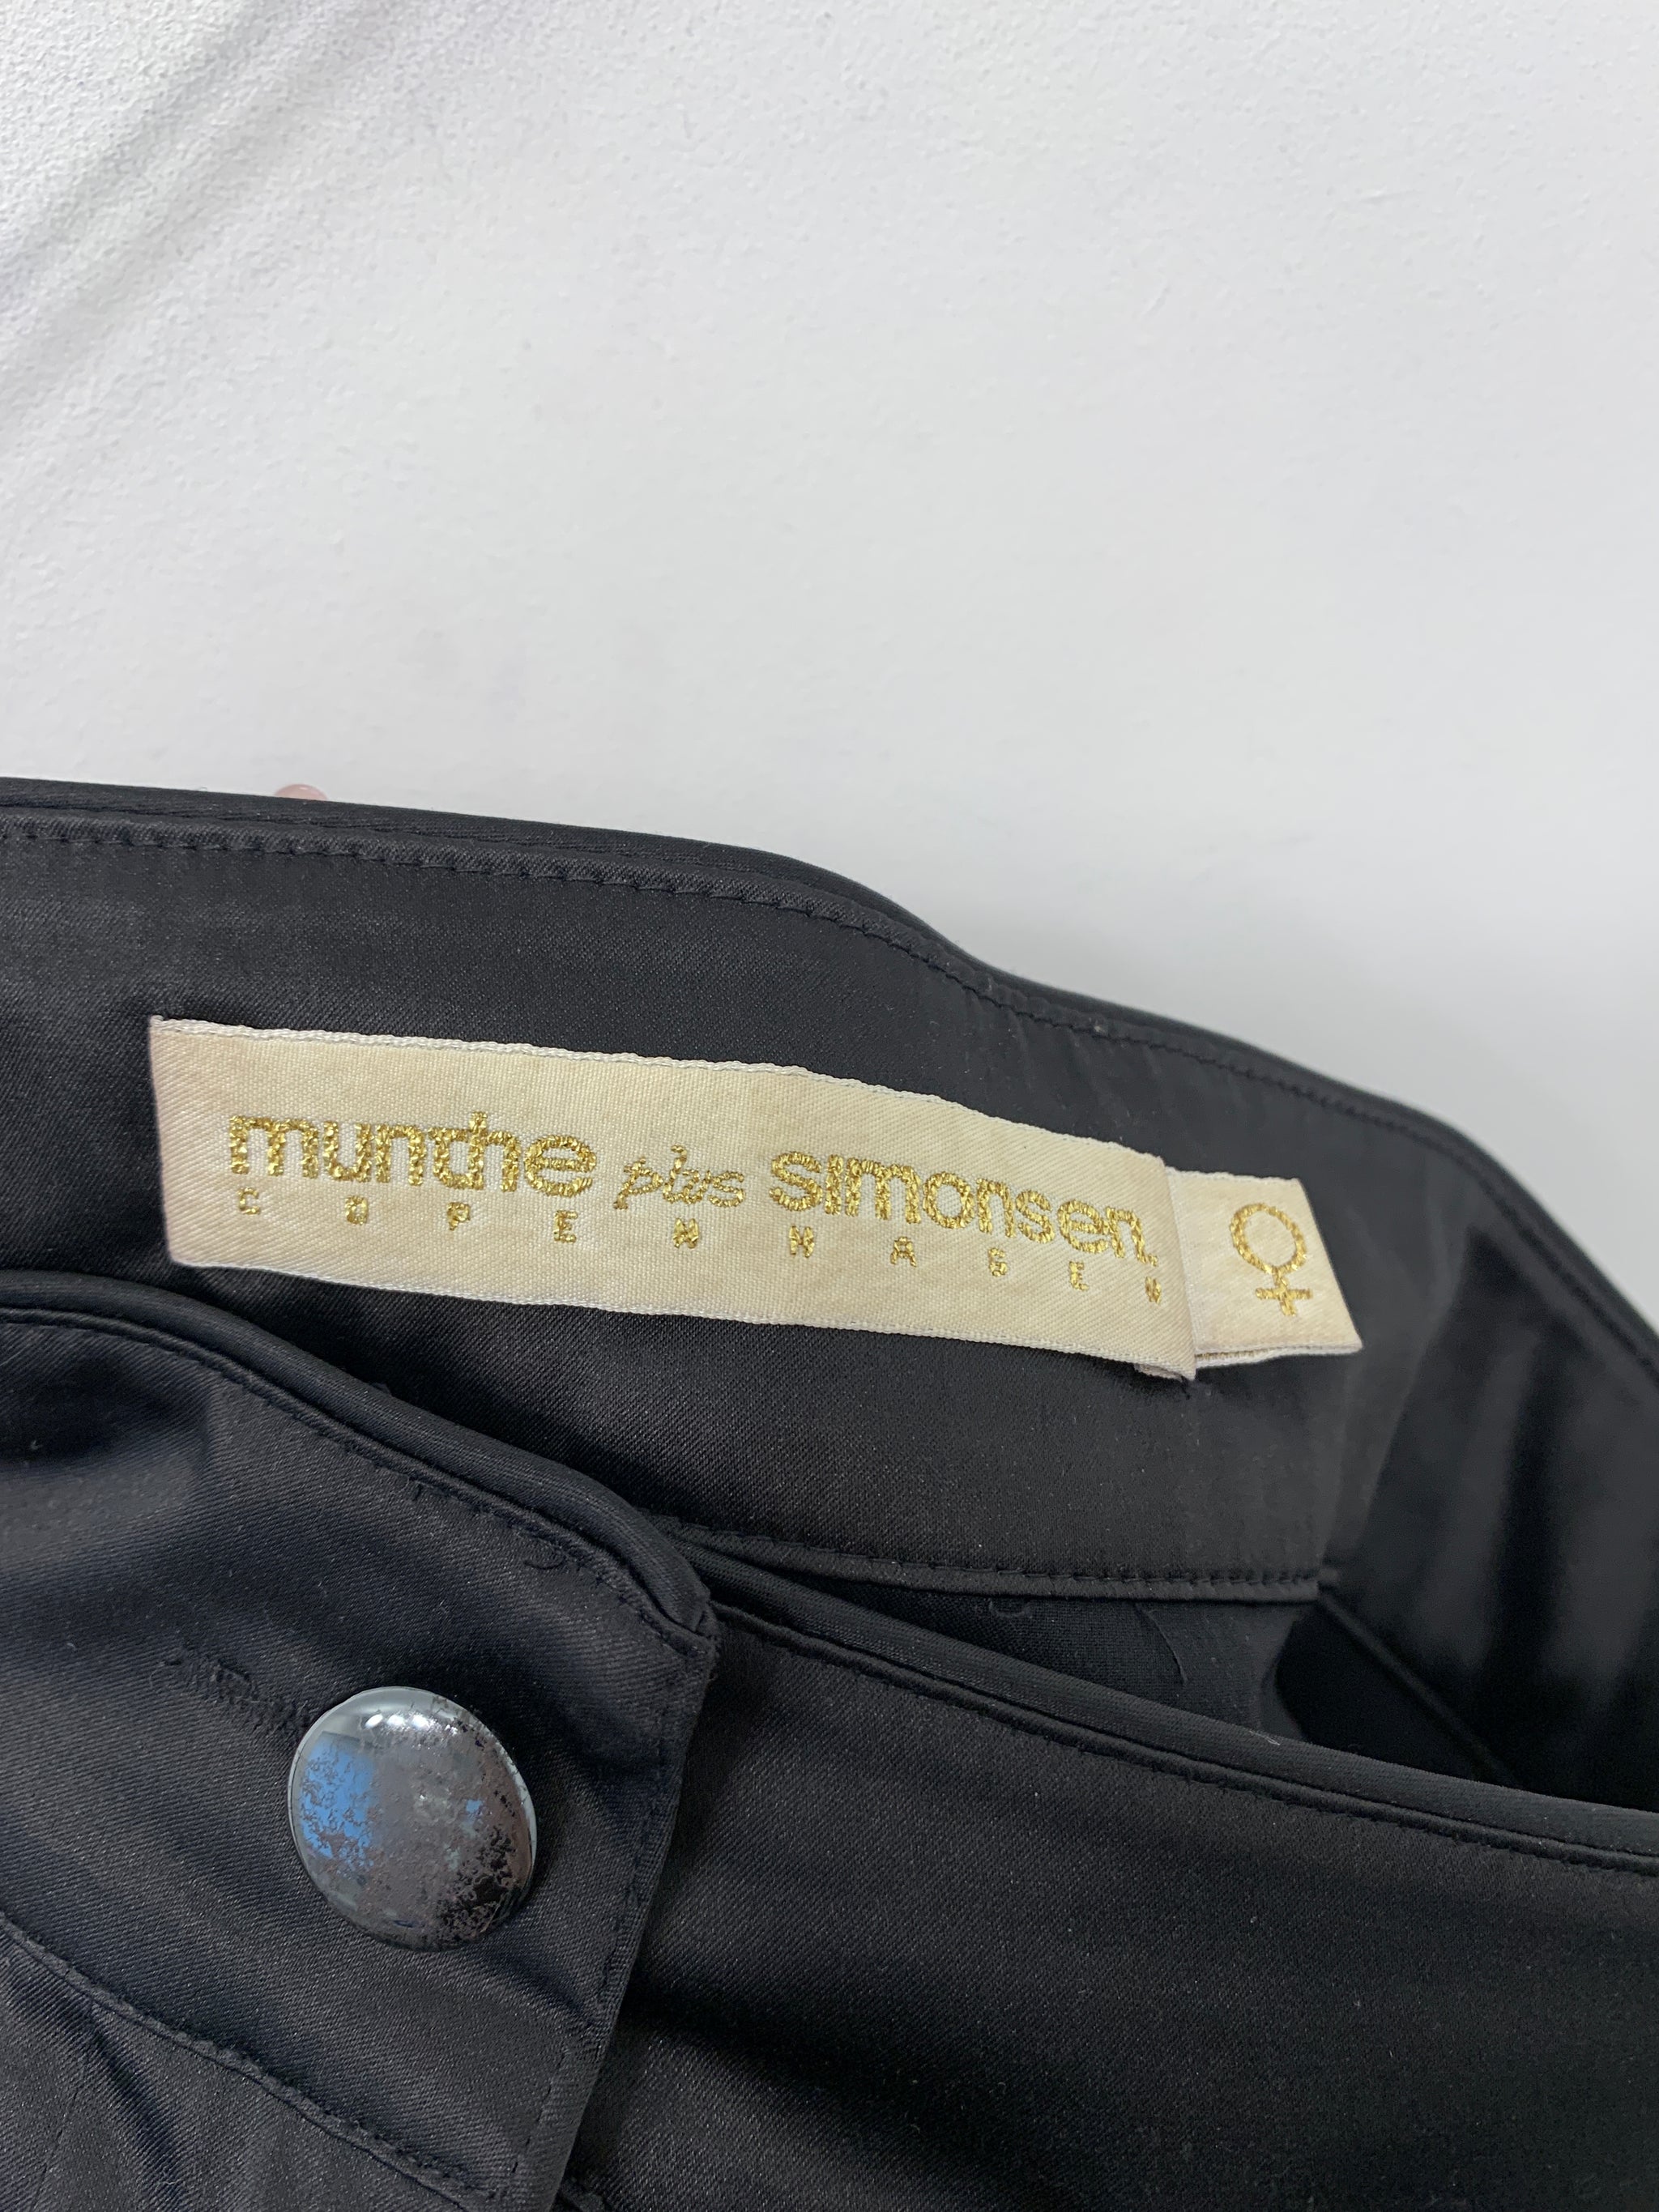 munthe plus simonsen
COPENHAGEN
♀